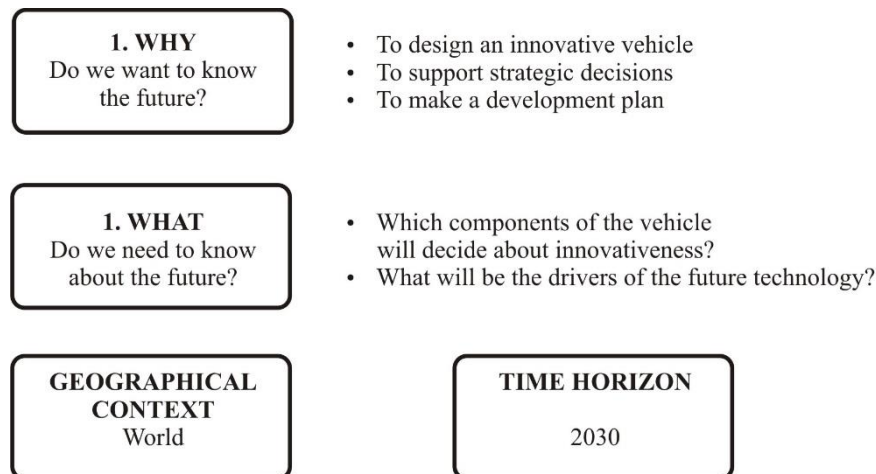 1. WHY
Do we want to know
the future?
• To design an innovative vehicle
• To support strategic decisions
• To make a development plan
1. WHAT
Do we need to know
about the future?
• Which components of the vehicle
will decide about innovativeness?
• What will be the drivers of the future technology?
GEOGRAPHICAL
CONTEXT
World
TIME HORIZON
2030